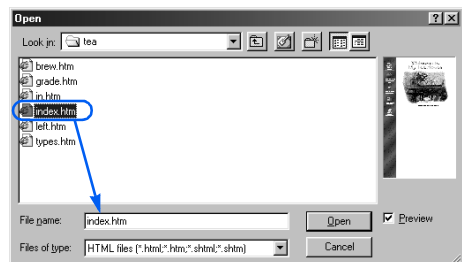 Open
Look in: tea
brew.htm
grade.htm
in.htm
index.htm
left.htm
types.htm
File name: index.htm Open Preview
Files of type: HTML files (*.html;*.htm;*.shtml;*.shtm) Cancel